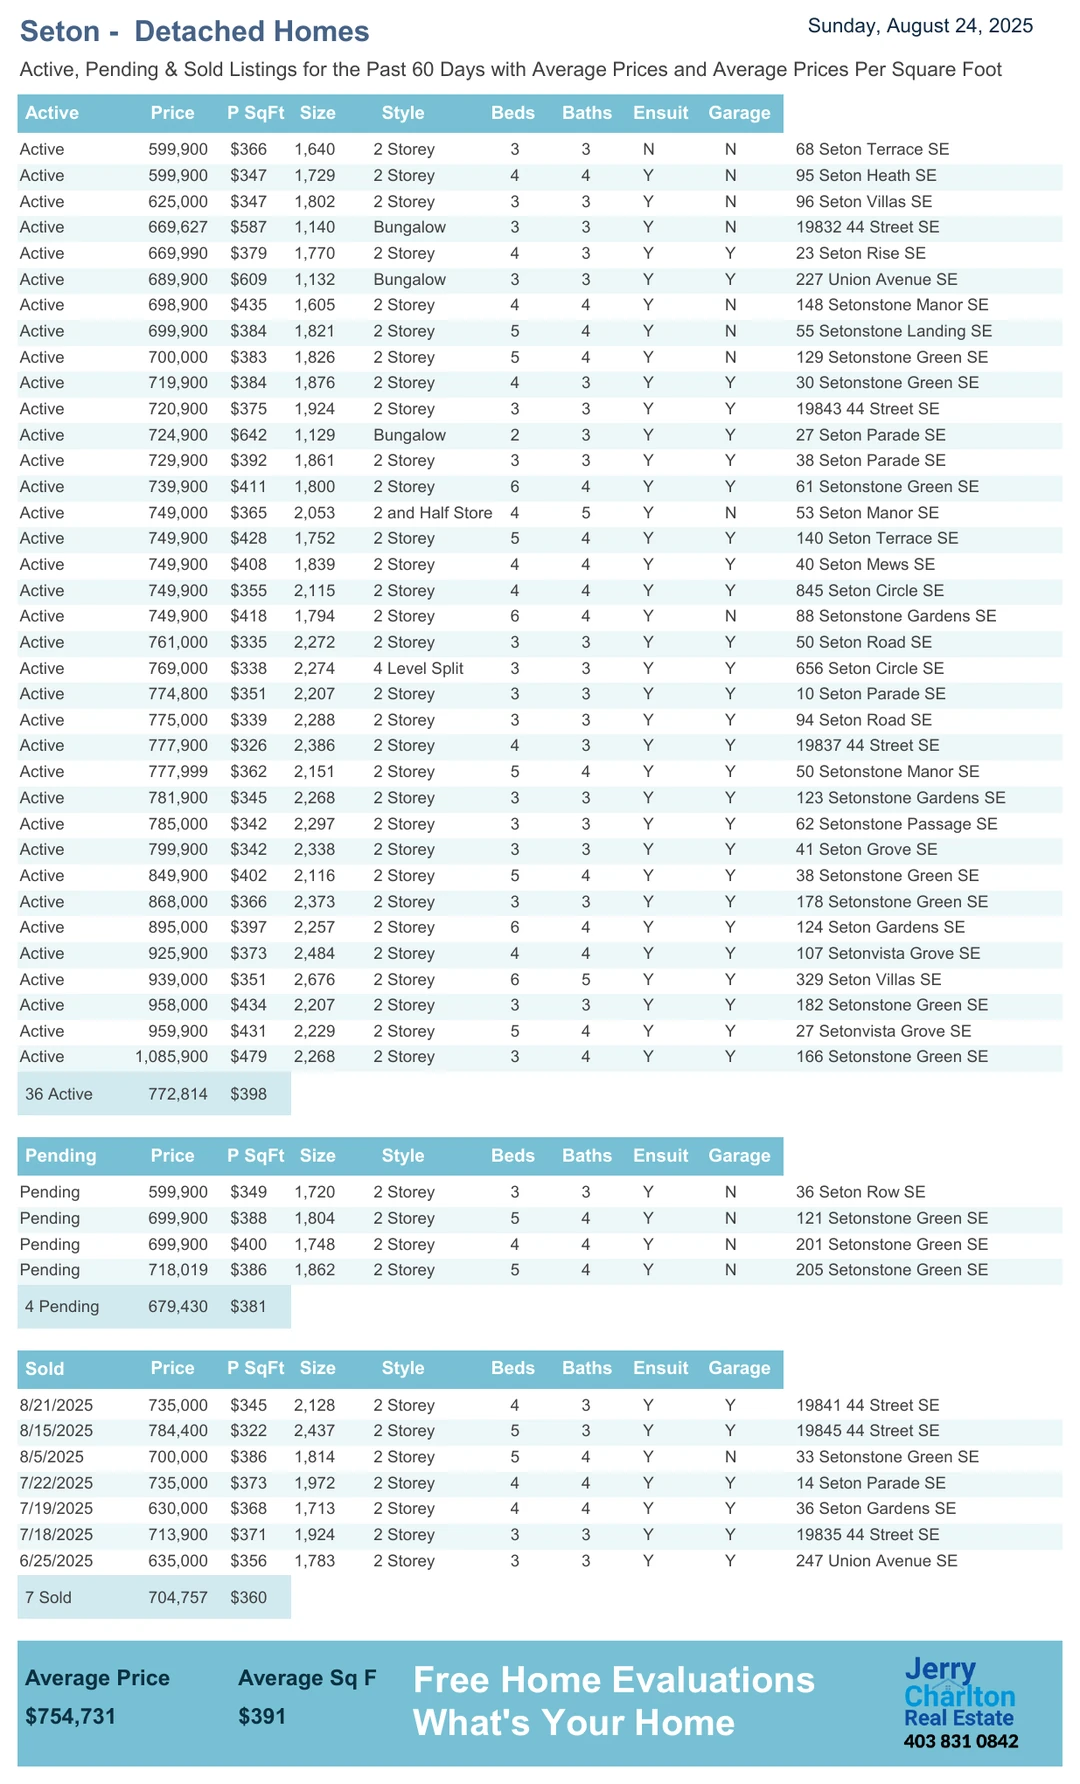 Seton -  Detached Homes
Sunday, August 24, 2025
Active, Pending & Sold Listings for the Past 60 Days with Average Prices and Average Prices Per Square Foot
Active Price P SqFt Size Style Beds Baths Ensuit Garage
Active 599,900 $366 1,640 2 Storey 3 3 N N 68 Seton Terrace SE
Active 599,900 $347 1,729 2 Storey 4 4 Y N 95 Seton Heath SE
Active 625,000 $347 1,802 2 Storey 3 3 Y N 96 Seton Villas SE
Active 669,627 $587 1,140 Bungalow 3 3 Y N 19832 44 Street SE
Active 669,990 $379 1,770 2 Storey 4 3 Y Y 23 Seton Rise SE
Active 689,900 $609 1,132 Bungalow 3 3 Y Y 227 Union Avenue SE
Active 698,900 $435 1,605 2 Storey 4 4 Y N 148 Setonstone Manor SE
Active 699,900 $384 1,821 2 Storey 5 4 Y N 55 Setonstone Landing SE
Active 700,000 $383 1,826 2 Storey 5 4 Y N 129 Setonstone Green SE
Active 719,900 $384 1,876 2 Storey 4 3 Y Y 30 Setonstone Green SE
Active 720,900 $375 1,924 2 Storey 3 3 Y Y 19843 44 Street SE
Active 724,900 $642 1,129 Bungalow 2 3 Y Y 27 Seton Parade SE
Active 729,900 $392 1,861 2 Storey 3 3 Y Y 38 Seton Parade SE
Active 739,900 $411 1,800 2 Storey 6 4 Y Y 61 Setonstone Green SE
Active 749,000 $365 2,053 2 and Half Store 4 5 Y N 53 Seton Manor SE
Active 749,900 $428 1,752 2 Storey 5 4 Y Y 140 Seton Terrace SE
Active 749,900 $408 1,839 2 Storey 4 4 Y Y 40 Seton Mews SE
Active 749,900 $355 2,115 2 Storey 4 4 Y Y 845 Seton Circle SE
Active 749,900 $418 1,794 2 Storey 6 4 Y N 88 Setonstone Gardens SE
Active 761,000 $335 2,272 2 Storey 3 3 Y Y 50 Seton Road SE
Active 769,000 $338 2,274 4 Level Split 3 3 Y Y 656 Seton Circle SE
Active 774,800 $351 2,207 2 Storey 3 3 Y Y 10 Seton Parade SE
Active 775,000 $339 2,288 2 Storey 3 3 Y Y 94 Seton Road SE
Active 777,900 $326 2,386 2 Storey 4 3 Y Y 19837 44 Street SE
Active 777,999 $362 2,151 2 Storey 5 4 Y Y 50 Setonstone Manor SE
Active 781,900 $345 2,268 2 Storey 3 3 Y Y 123 Setonstone Gardens SE
Active 785,000 $342 2,297 2 Storey 3 3 Y Y 62 Setonstone Passage SE
Active 799,900 $342 2,338 2 Storey 3 3 Y Y 41 Seton Grove SE
Active 849,900 $402 2,116 2 Storey 5 4 Y Y 38 Setonstone Green SE
Active 868,000 $366 2,373 2 Storey 3 3 Y Y 178 Setonstone Green SE
Active 895,000 $397 2,257 2 Storey 6 4 Y Y 124 Seton Gardens SE
Active 925,900 $373 2,484 2 Storey 4 4 Y Y 107 Setonvista Grove SE
Active 939,000 $351 2,676 2 Storey 6 5 Y Y 329 Seton Villas SE
Active 958,000 $434 2,207 2 Storey 3 3 Y Y 182 Setonstone Green SE
Active 959,900 $431 2,229 2 Storey 5 4 Y Y 27 Setonvista Grove SE
Active 1,085,900 $479 2,268 2 Storey 3 4 Y Y 166 Setonstone Green SE
36 Active 772,814 $398
Pending Price P SqFt Size Style Beds Baths Ensuit Garage
Pending 599,900 $349 1,720 2 Storey 3 3 Y N 36 Seton Row SE
Pending 699,900 $388 1,804 2 Storey 5 4 Y N 121 Setonstone Green SE
Pending 699,900 $400 1,748 2 Storey 4 4 Y N 201 Setonstone Green SE
Pending 718,019 $386 1,862 2 Storey 5 4 Y N 205 Setonstone Green SE
4 Pending 679,430 $381
Sold Price P SqFt Size Style Beds Baths Ensuit Garage
8/21/2025 735,000 $345 2,128 2 Storey 4 3 Y Y 19841 44 Street SE
8/15/2025 784,400 $322 2,437 2 Storey 5 3 Y Y 19845 44 Street SE
8/5/2025 700,000 $386 1,814 2 Storey 5 4 Y N 33 Setonstone Green SE
7/22/2025 735,000 $373 1,972 2 Storey 4 4 Y Y 14 Seton Parade SE
7/19/2025 630,000 $368 1,713 2 Storey 4 4 Y Y 36 Seton Gardens SE
7/18/2025 713,900 $371 1,924 2 Storey 3 3 Y Y 19835 44 Street SE
6/25/2025 635,000 $356 1,783 2 Storey 3 3 Y Y 247 Union Avenue SE
7 Sold 704,757 $360
Average Price Average Sq F
$754,731 $391
Free Home Evaluations
What's Your Home
Jerry
Charlton
Real Estate
403 831 0842